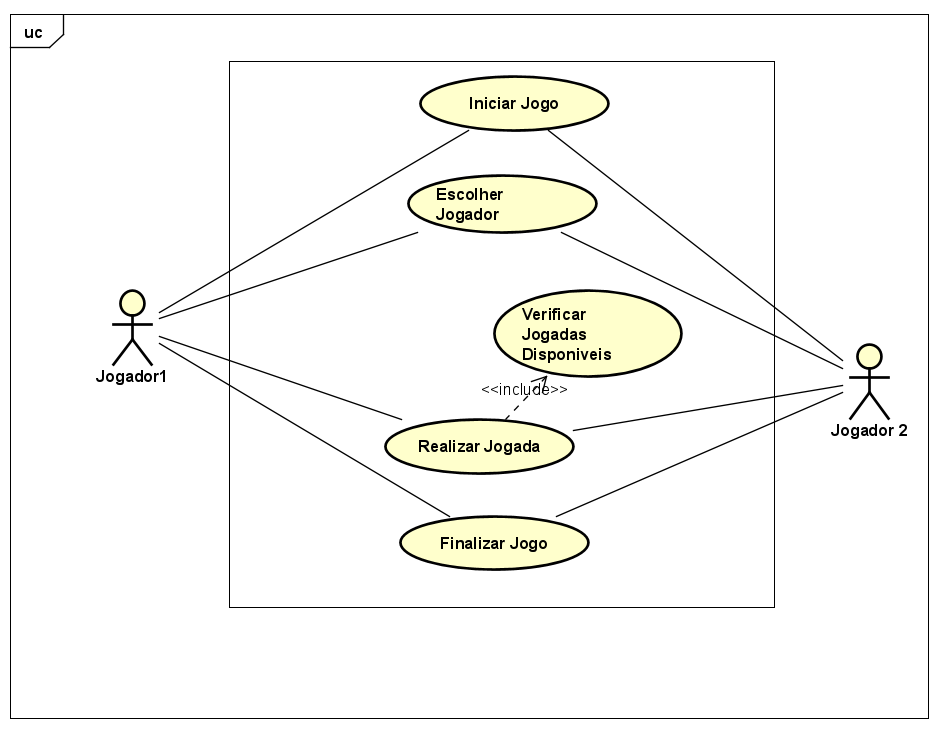 uc
Iniciar Jogo
Escolher
Jogador
Verificar
Jogadas
Disponiveis
Jogador1
<<include>>
Jogador 2
Realizar Jogada
Finalizar Jogo